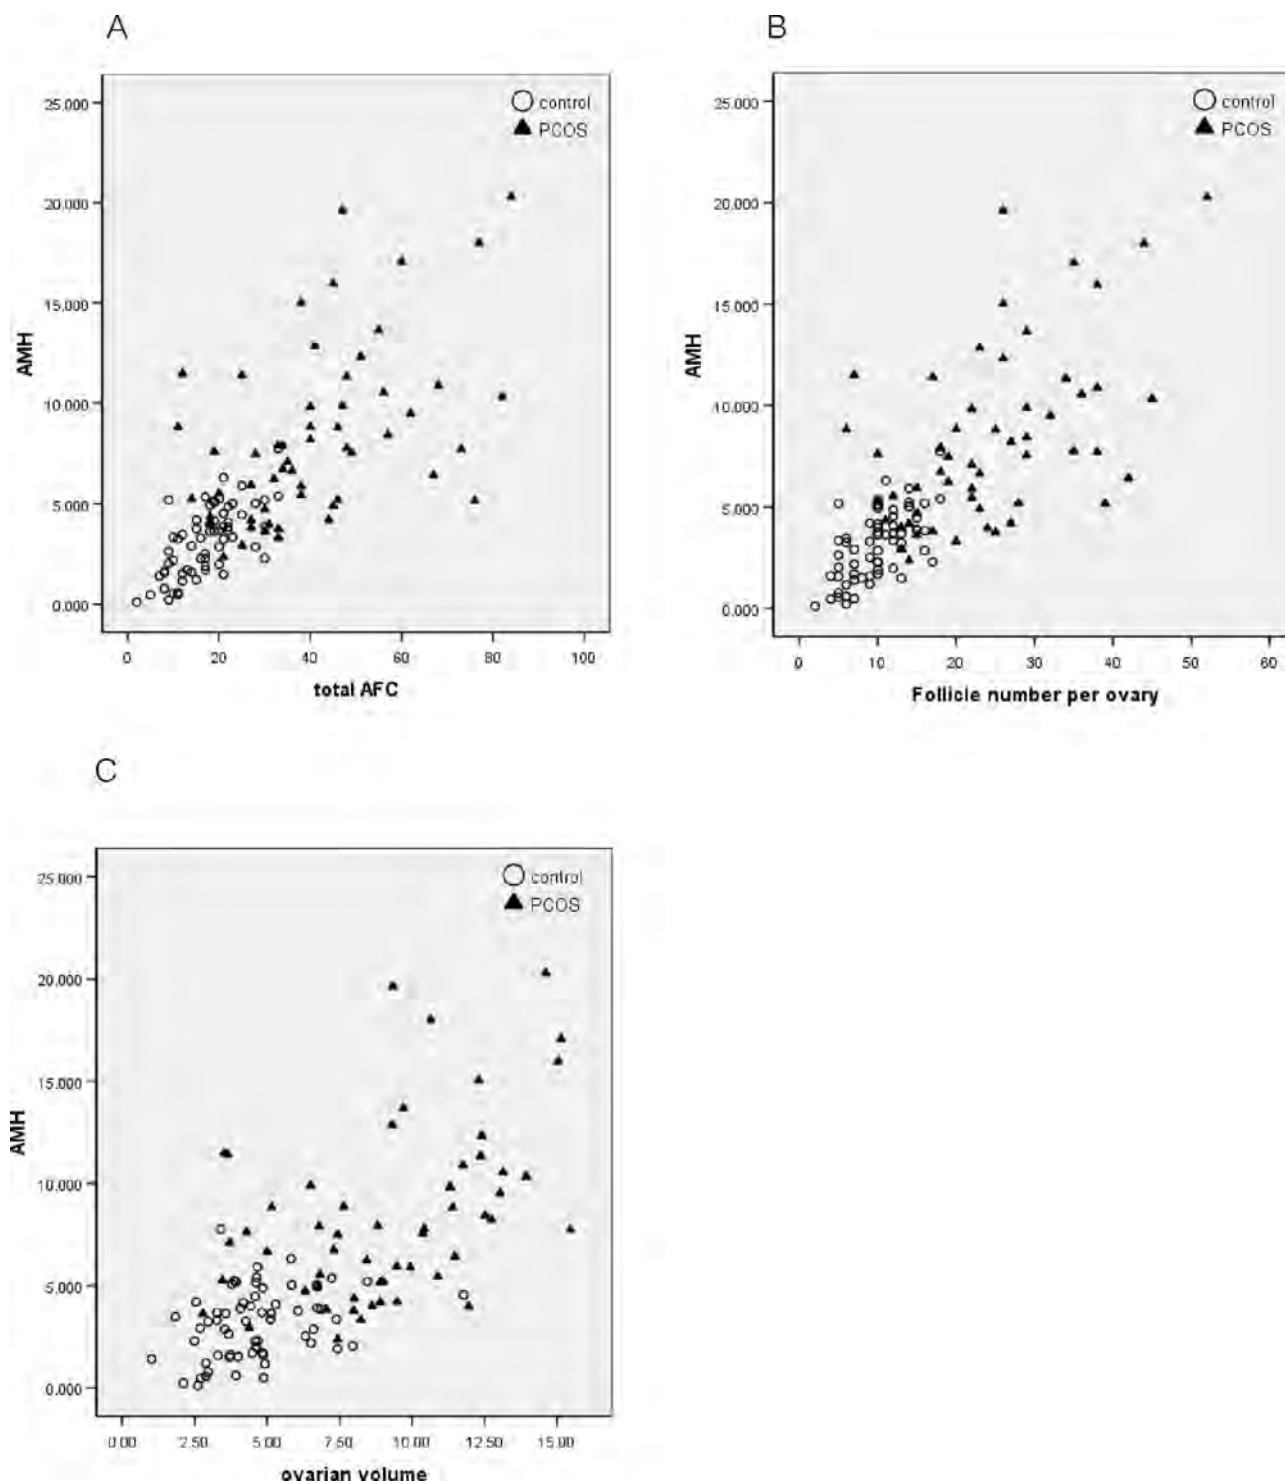 A
25.000
20.000
15.000
10.000
5.000
0.000
AMH
control
PCOS
0 20 40 60 80 100
total AFC
B
25.000
20.000
15.000
10.000
5.000
0.000
AMH
control
PCOS
0 10 20 30 40 50 60
Follicle number per ovary
C
25.000
20.000
15.000
10.000
5.000
0.000
AMH
control
PCOS
0.00 2.50 5.00 7.50 10.00 12.50 15.00
ovarian volume